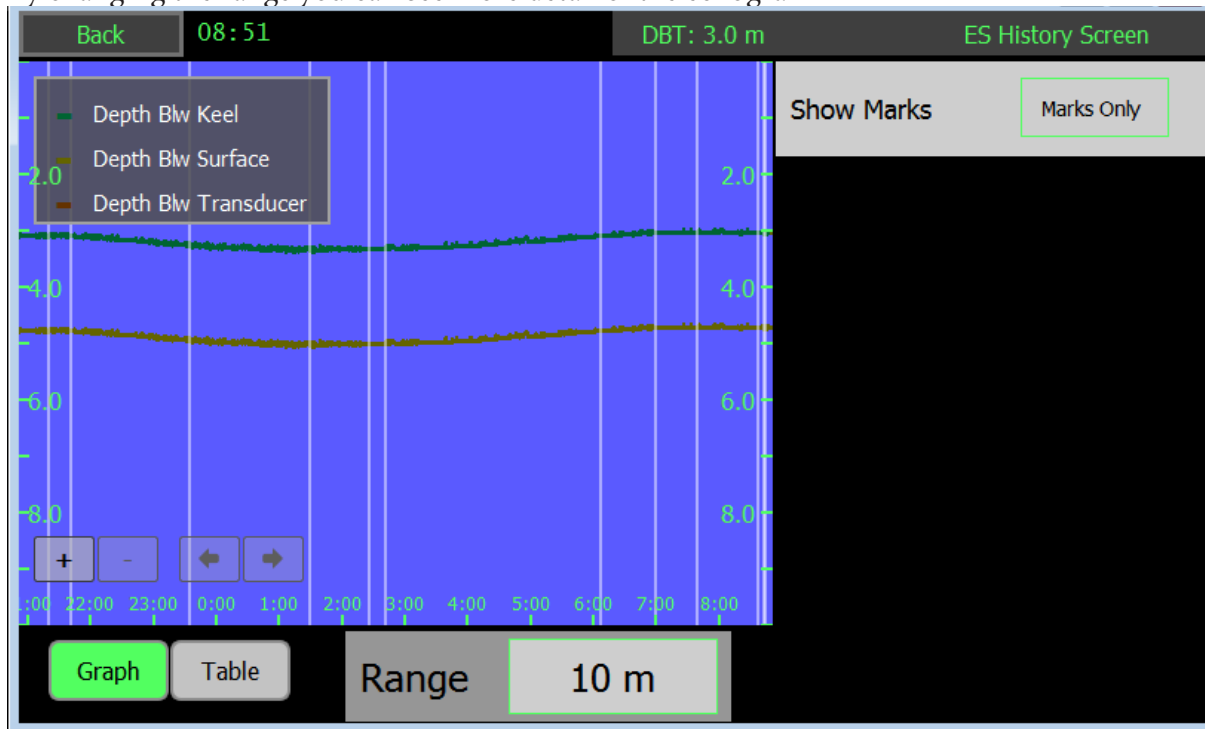 Back 08:51 DBT: 3.0 m ES History Screen
Depth Blw Keel
Depth Blw Surface
Depth Blw Transducer
Show Marks Marks Only
2.0 2.0
4.0 4.0
6.0 6.0
8.0 8.0
+ -
22:00 23:00 0:00 1:00 2:00 3:00 4:00 5:00 6:00 7:00 8:00
Graph Table Range 10 m